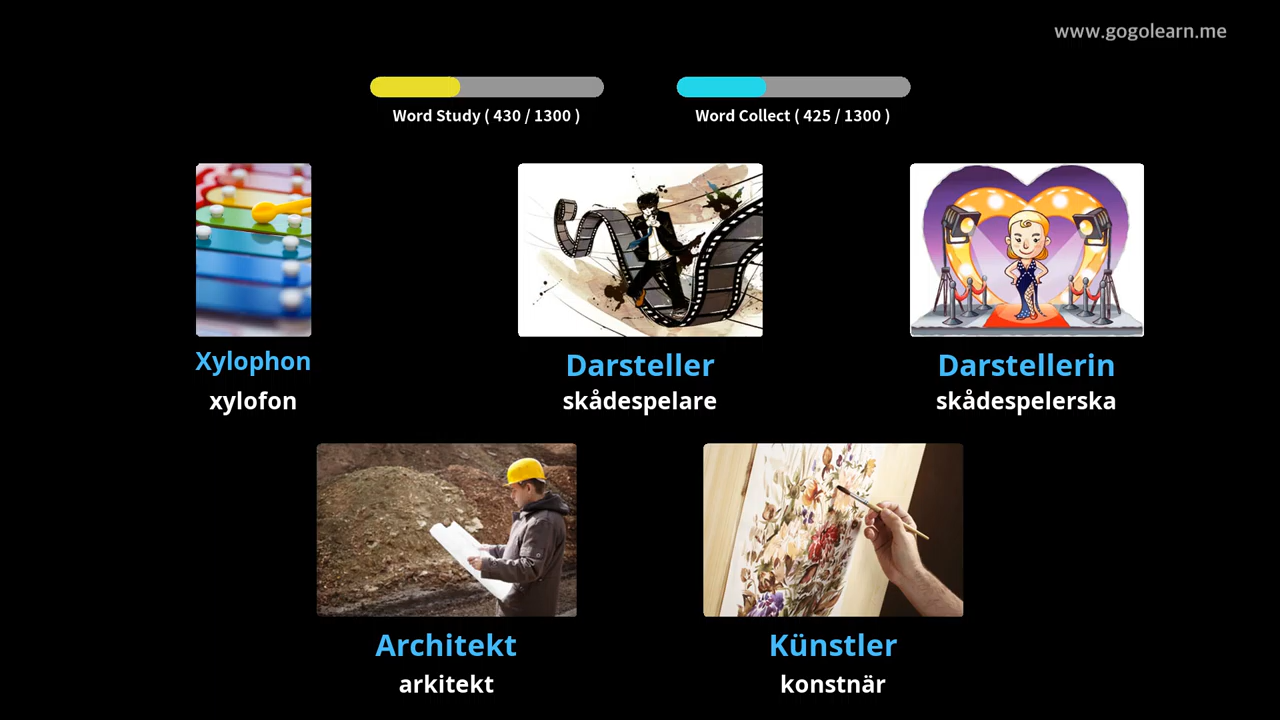 www.gogolearn.me
Word Study ( 430 / 1300 )
Word Collect ( 425 / 1300 )
Xylophon
xylofon
Darsteller
skådespelare
Darstellerin
skådespelerska
Architekt
arkitekt
Künstler
konstnär